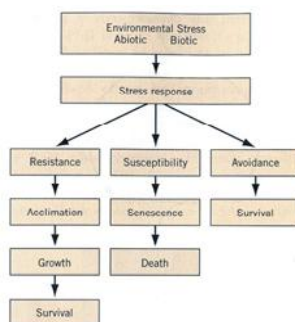 Environmental Stress
Abiotic Biotic
Stress response
Resistance Susceptibility Avoidance
Acclimation Senescence Survival
Growth Death
Survival